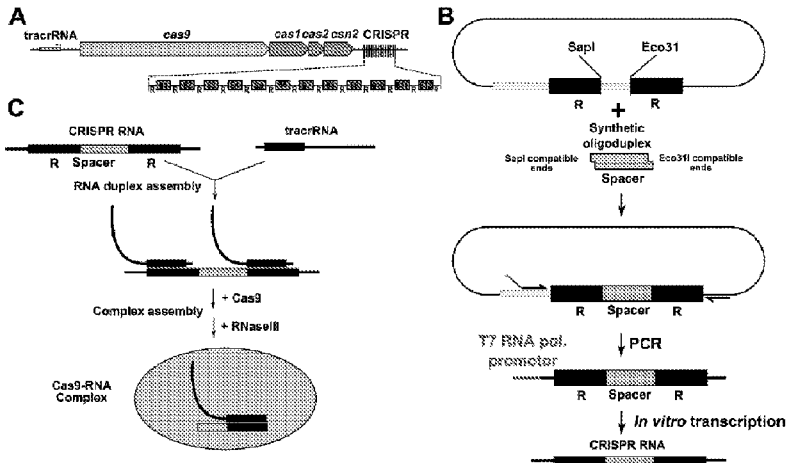 A
tracrRNA
cas9
cas1 cas2 csn2
CRISPR
R R R R R R R R R R R R R
B
SapI
Eco31
R
R
+
Synthetic
oligoduplex
SapI compatible
ends
Eco31I compatible
ends
Spacer
R
Spacer
R
PCR
T7 RNA pol.
promotor
R
Spacer
R
In vitro transcription
CRISPR RNA
C
CRISPR RNA
R Spacer R
tracrRNA
RNA duplex assembly
+ Cas9
Complex assembly
+ RNaseIII
Cas9-RNA
Complex